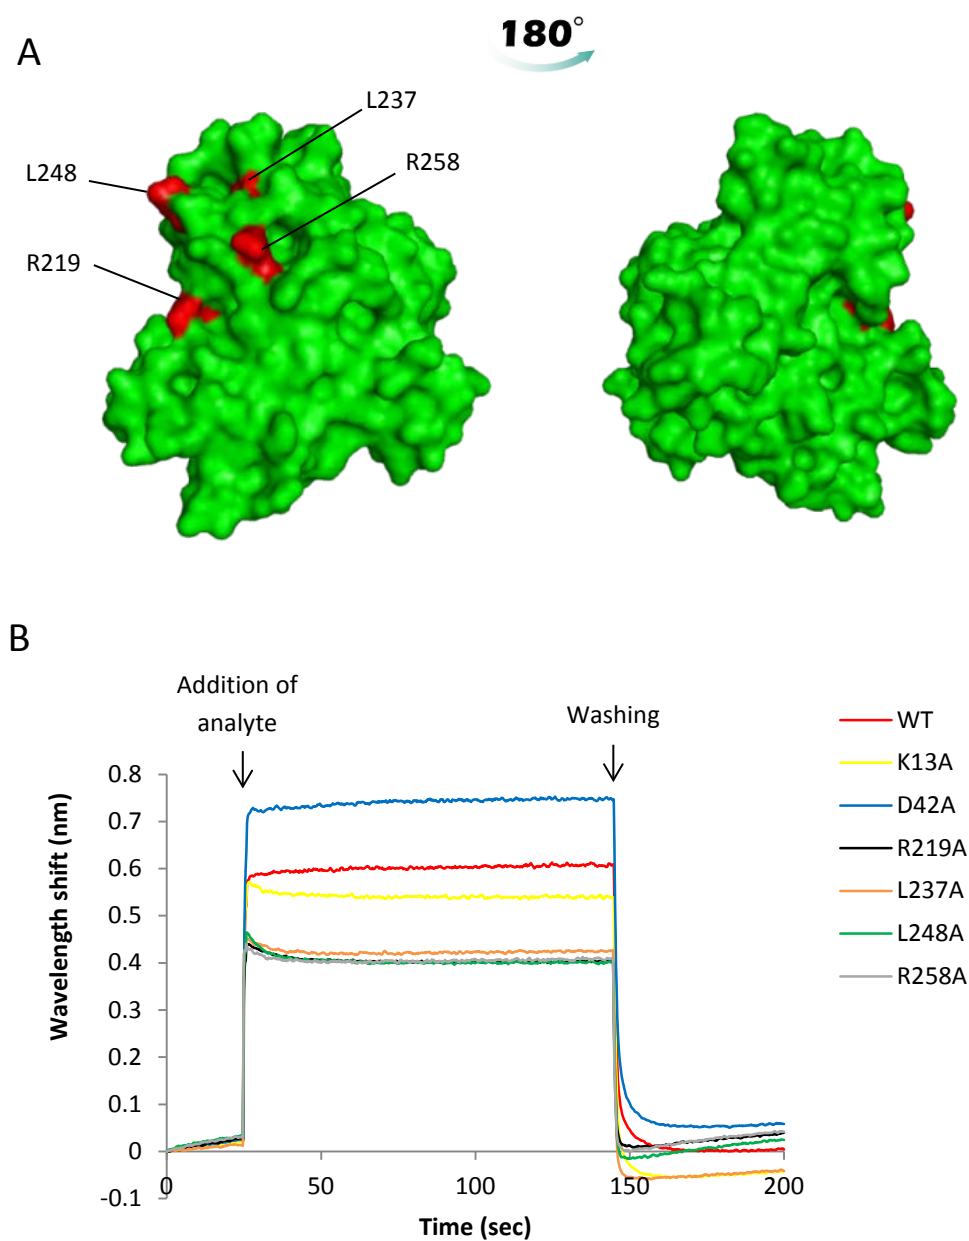 A
180°
L237
L248
R258
R219
B
Addition of
analyte
Washing
WT
K13A
D42A
R219A
L237A
L248A
R258A
Wavelength shift (nm)
0.8
0.7
0.6
0.5
0.4
0.3
0.2
0.1
0
-0.1
0
50
100
150
200
Time (sec)